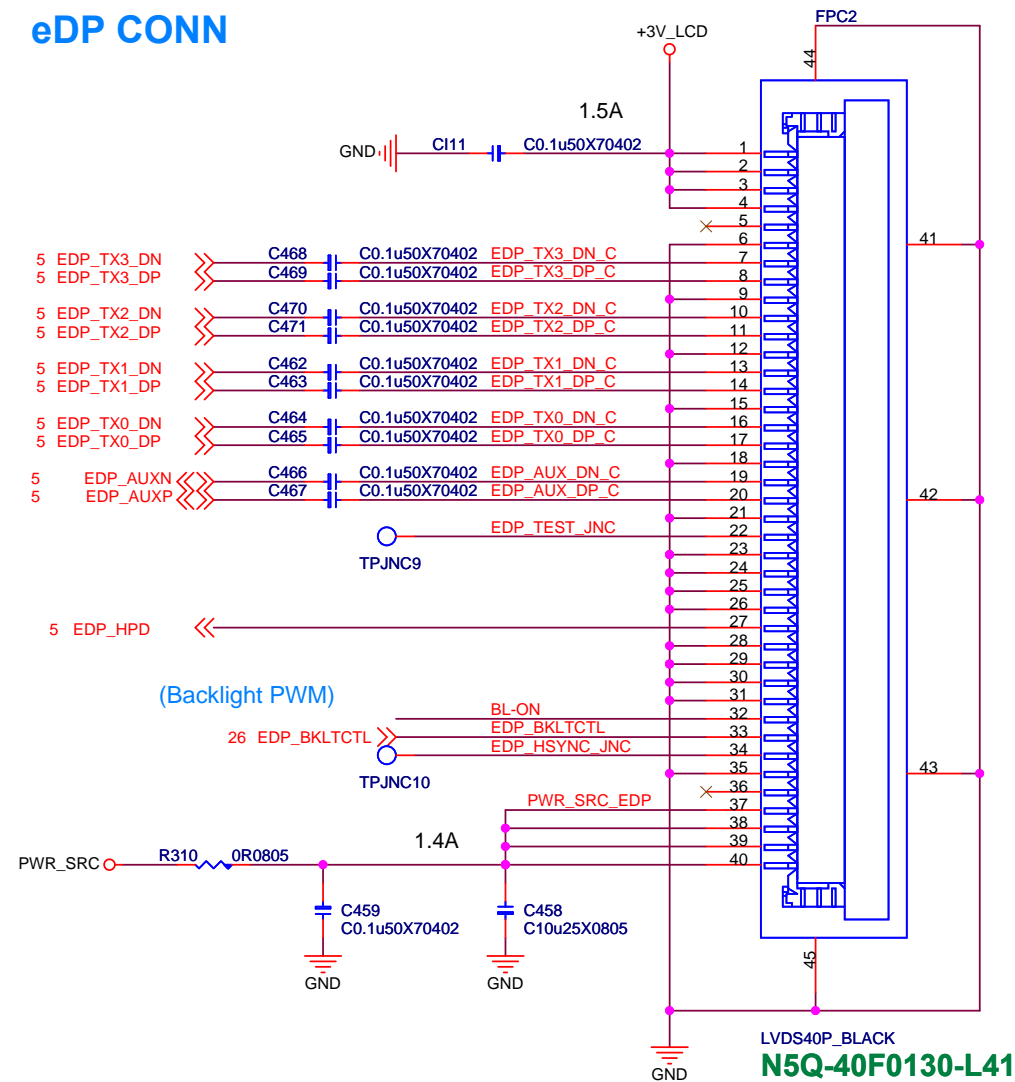 eDP CONN
FPC2
+3V_LCD
44
1.5A
GND CI11 C0.1u50X70402 1
2
3
4
5
6 41
5 EDP_TX3_DN C468 C0.1u50X70402 EDP_TX3_DN_C 7
5 EDP_TX3_DP C469 C0.1u50X70402 EDP_TX3_DP_C 8
9
5 EDP_TX2_DN C470 C0.1u50X70402 EDP_TX2_DN_C 10
5 EDP_TX2_DP C471 C0.1u50X70402 EDP_TX2_DP_C 11
12
5 EDP_TX1_DN C462 C0.1u50X70402 EDP_TX1_DN_C 13
5 EDP_TX1_DP C463 C0.1u50X70402 EDP_TX1_DP_C 14
15
5 EDP_TX0_DN C464 C0.1u50X70402 EDP_TX0_DN_C 16
5 EDP_TX0_DP C465 C0.1u50X70402 EDP_TX0_DP_C 17
18
5 EDP_AUXN C466 C0.1u50X70402 EDP_AUX_DN_C 19
5 EDP_AUXP C467 C0.1u50X70402 EDP_AUX_DP_C 20 42
21
EDP_TEST_JNC 22
TPJNC9
23
24
25
26
5 EDP_HPD 27
28
29
30
31
(Backlight PWM)
BL-ON 32
26 EDP_BKLTCTL EDP_BKLTCTL 33
EDP_HSYNC_JNC 34
TPJNC10
35 43
36
PWR_SRC_EDP 37
38
1.4A
39
PWR_SRC R310 0R0805 40
C459
C0.1u50X70402
C458
C10u25X0805
GND
GND
45
GND
LVDS40P_BLACK
N5Q-40F0130-L41